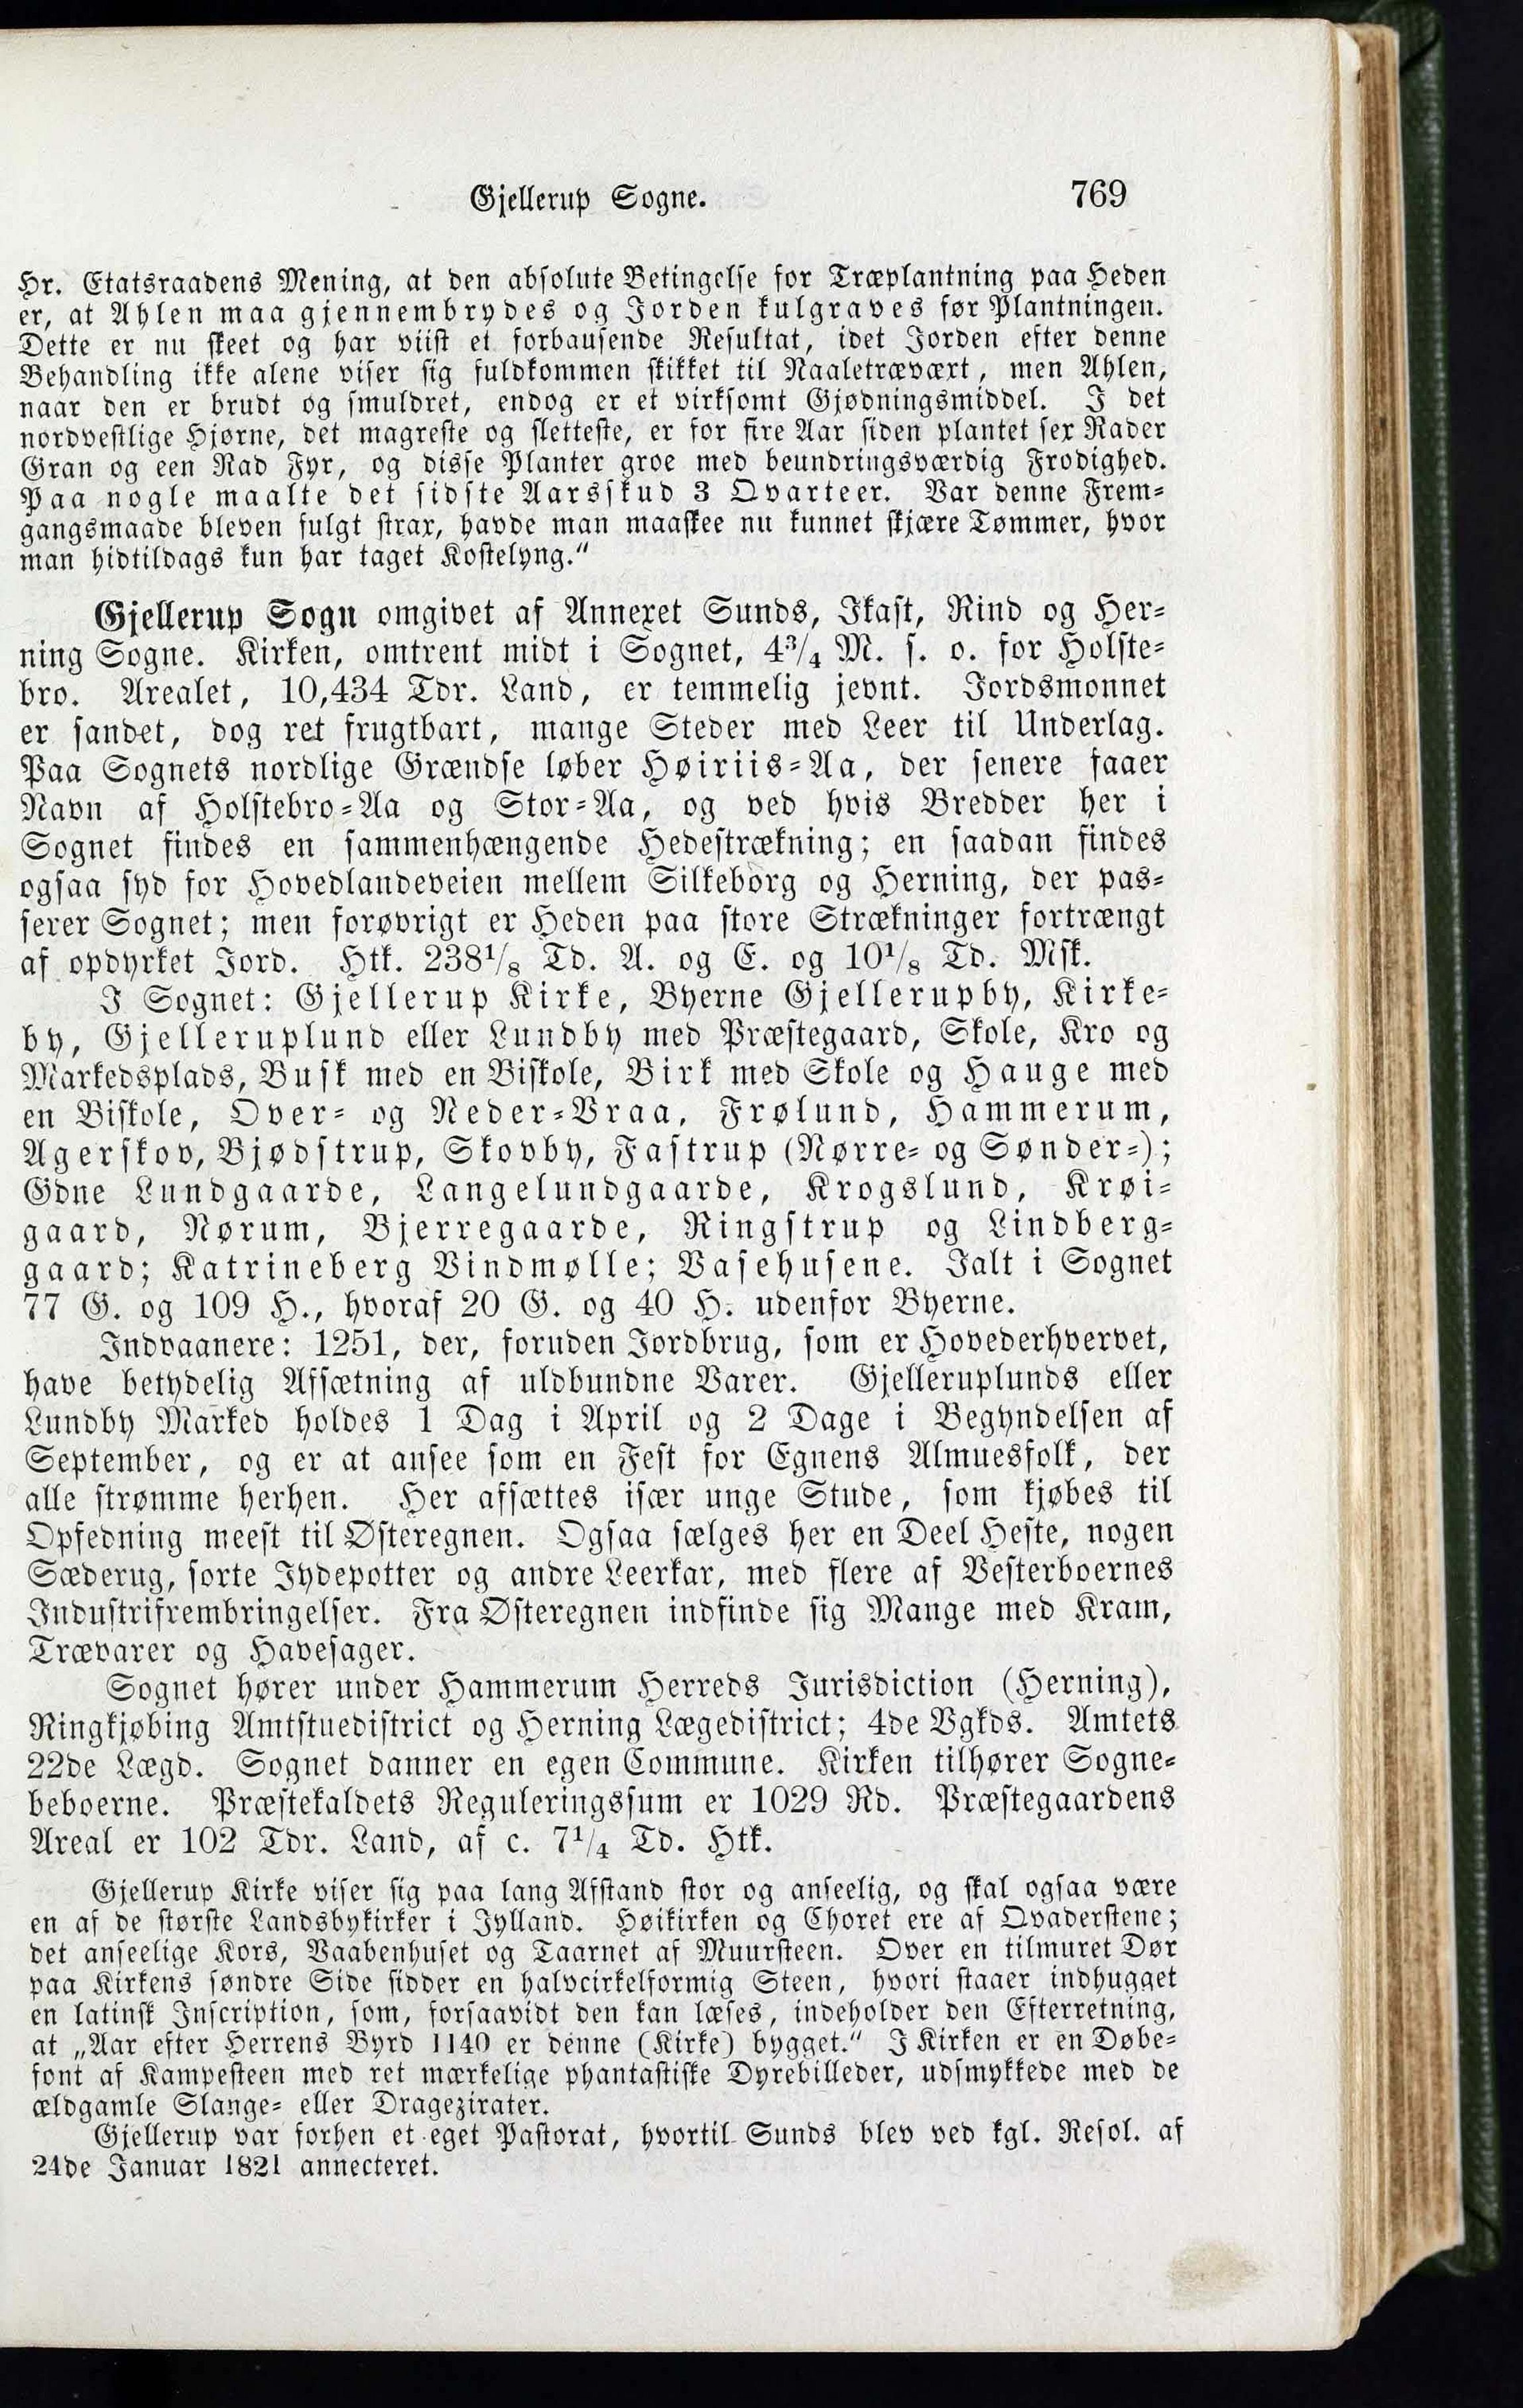 Gjellerup Sogne. 769
Hr. Etatsraadens Mening, at den absolute Betingelse for Træplantning paa Heden
er, at Ahlen maa gjennembrydes og Jorden kulgraves før Plantningen.
Dette er nu skeet og har viist et forbausende Resultat, idet Jorden efter denne
Behandling ikke alene viser sig fuldkommen skikket til Naaletrævæxt, men Ahlen,
naar den er brudt og smuldret, endog er et virksomt Gjødningsmiddel. I det
nordvestlige Hjørne, det magreste og sletteste, er for fire Aar siden plantet sex Rader
Gran og een Rad Fyr, og disse Planter groe med beundringsværdig Frodighed.
Paa nogle maalte det sidste Aarsskud 3 Qvarteer. Var denne Frem-
gangsmaade bleven fulgt strax, havde man maaskee nu kunnet skjære Tømmer, hvor
man hidtildags kun har taget Kostelyng."
Gjellerup Sogn omgivet af Annexet Sunds, Ikast, Rind og Her-
ning Sogne. Kirken, omtrent midt i Sognet, 4³/₄ M. s. o. for Holste-
bro. Arealet, 10,434 Tdr. Land, er temmelig jevnt. Jordsmonnet
er sandet, dog ret frugtbart, mange Steder med Leer til Underlag.
Paa Sognets nordlige Grændse løber Høiriis-Aa, der senere faaer
Navn af Holstebro-Aa og Stor-Aa, og ved hvis Bredder her i
Sognet findes en sammenhængende Hedestrækning; en saadan findes
ogsaa syd for Hovedlandeveien mellem Silkeborg og Herning, der pas-
serer Sognet; men forøvrigt er Heden paa store Strækninger fortrængt
af opdyrket Jord. Htk. 238¹/₈ Td. A. og E. og 10¹/₈ Td. Msk.
I Sognet: Gjellerup Kirke, Byerne Gjellerupby, Kirke-
by, Gjelleruplund eller Lundby med Præstegaard, Skole, Kro og
Markedsplads, Busk med en Biskole, Birk med Skole og Hauge med
en Biskole, Over- og Neder-Vraa, Frølund, Hammerum,
Agerskov, Bjødstrup, Skovby, Fastrup (Nørre- og Sønder-);
Gdne Lundgaarde, Langelundgaarde, Krogslund, Krøi-
gaard, Nørum, Bjerregaarde, Ringstrup og Lindberg-
gaard; Katrineberg Vindmølle; Vasehusene. Ialt i Sognet
77 G. og 109 H., hvoraf 20 G. og 40 H. udenfor Byerne.
Indvaanere: 1251, der, foruden Jordbrug, som er Hovederhvervet,
have betydelig Afsætning af uldbundne Varer. Gjelleruplunds eller
Lundby Marked holdes 1 Dag i April og 2 Dage i Begyndelsen af
September, og er at ansee som en Fest for Egnens Almuesfolk, der
alle strømme herhen. Her afsættes især unge Stude, som kjøbes til
Opfedning meest til Østeregnen. Ogsaa sælges her en Deel Heste, nogen
Sæderug, sorte Jydepotter og andre Leerkar, med flere af Vesterboernes
Industrifrembringelser. Fra Østeregnen indfinde sig Mange med Kram,
Trævarer og Havesager.
Sognet hører under Hammerum Herreds Jurisdiction (Herning),
Ringkjøbing Amtstuedistrict og Herning Lægedistrict; 4de Vgkds. Amtets
22de Lægd. Sognet danner en egen Commune. Kirken tilhører Sogne-
beboerne. Præstekaldets Reguleringssum er 1029 Rd. Præstegaardens
Areal er 102 Tdr. Land, af c. 7¹/₄ Td. Htk.
Gjellerup Kirke viser sig paa lang Afstand stor og anseelig, og skal ogsaa være
en af de største Landsbykirker i Jylland. Høikirken og Choret ere af Qvaderstene;
det anseelige Kors, Vaabenhuset og Taarnet af Muursteen. Over en tilmuret Dør
paa Kirkens søndre Side sidder en halvcirkelformig Steen, hvori staaer indhugget
en latinsk Inscription, som, forsaavidt den kan læses, indeholder den Efterretning,
at „Aar efter Herrens Byrd 1140 er denne (Kirke) bygget." I Kirken er en Døbe-
font af Kampesteen med ret mærkelige phantastiske Dyrebilleder, udsmykkede med de
ældgamle Slange- eller Dragezirater.
Gjellerup var forhen et eget Pastorat, hvortil Sunds blev ved kgl. Resol. af
24de Januar 1821 annecteret.